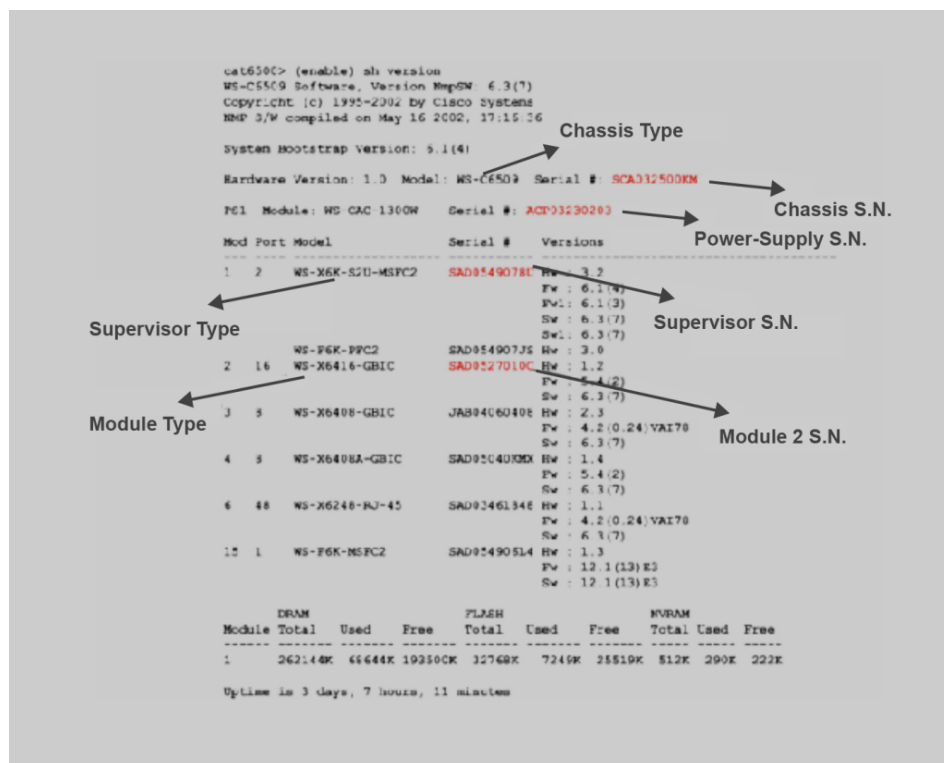 cat6500> (enable) sh version
WS-C6509 Software, Version NmpSW: 6.3(7)
Copyright (c) 1995-2002 by Cisco Systems
NMP S/W compiled on May 16 2002, 17:15:36
Chassis Type
System Bootstrap Version: 6.1(4)
Hardware Version: 1.0 Model: WS-C6509 Serial #: SCA032500KM
Chassis S.N.
PS1 Module: WS-CAC-1300W Serial #: ACP03230203
Power-Supply S.N.
Mod Port Model Serial # Versions
--- ---- ------------------- ----------- --------------------------------------
1 2 WS-X6K-S2U-MSFC2 SAD0549078U Hw : 3.2
Fw : 6.1(4)
Fw1: 6.1(3)
Sw : 6.3(7)
Sw1: 6.3(7)
Supervisor Type
Supervisor S.N.
WS-F6K-PFC2 SAD054907JS Hw : 3.0
2 16 WS-X6416-GBIC SAD0527010C Hw : 1.2
Fw : 5.4(2)
Sw : 6.3(7)
Module Type
Module 2 S.N.
3 8 WS-X6408-GBIC Hw : 2.3
Fw : 4.2(0.24)VAI78
Sw : 6.3(7)
4 8 WS-X6408A-GBIC Hw : 1.4
Fw : 5.4(2)
Sw : 6.3(7)
6 48 WS-X6248-RJ-45 Hw : 1.1
Fw : 4.2(0.24)VAI78
Sw : 6.3(7)
15 1 WS-F6K-MSFC2 Hw : 1.3
Fw : 12.1(13)E3
Sw : 12.1(13)E3
DRAM FLASH NVRAM
Module Total Used Free Total Used Free Total Used Free
------ ------- ------- ------- ------- ------- ------- ----- ----- -----
1 262144K 68644K 193500K 32768K 7249K 25519K 512K 290K 222K
Uptime is 3 days, 7 hours, 11 minutes